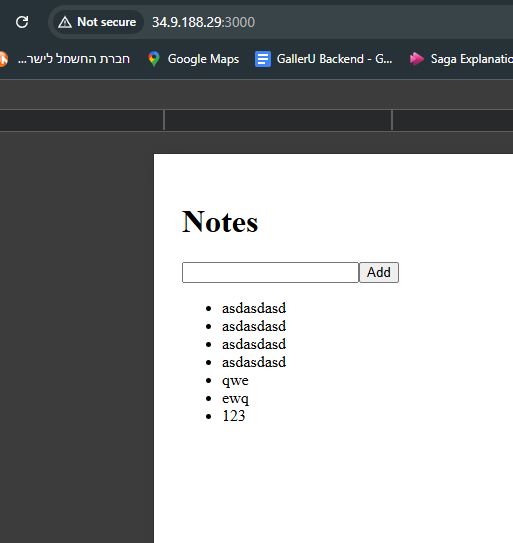 Not secure 34.9.188.29:3000
חברת החשמל לישר... Google Maps GallerU Backend - G... Saga Explanatio
Notes
Add
asdasdasd
asdasdasd
asdasdasd
asdasdasd
qwe
ewq
123